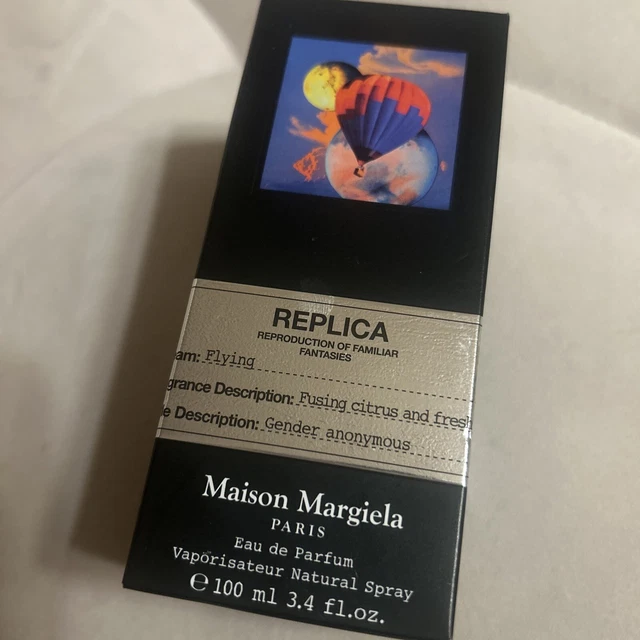 REPLICA
REPRODUCTION OF FAMILIAR
FANTASIES
am: Flying
grance Description: Fusing citrus and fresh
e Description: Gender anonymous
Maison Margiela
PARIS
Eau de Parfum
Vaporisateur Natural Spray
℮ 100 ml 3.4 fl.oz.